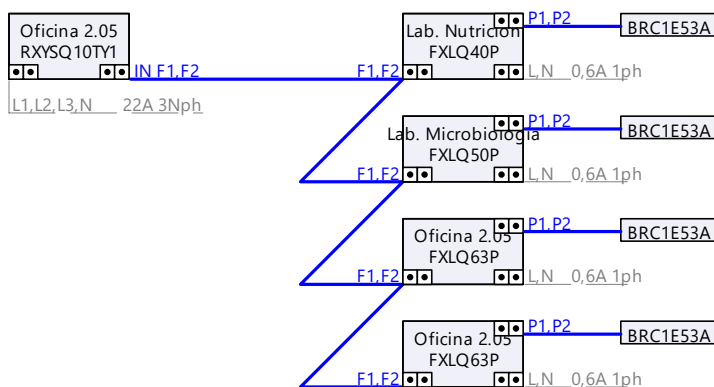 Oficina 2.05
RXYSQ10TY1
IN F1,F2
L1,L2,L3,N 22A 3Nph
Lab. Nutrición
FXLQ40P
P1,P2
BRC1E53A
F1,F2
L,N 0,6A 1ph
Lab. Microbiología
FXLQ50P
P1,P2
BRC1E53A
F1,F2
L,N 0,6A 1ph
Oficina 2.05
FXLQ63P
P1,P2
BRC1E53A
F1,F2
L,N 0,6A 1ph
Oficina 2.05
FXLQ63P
P1,P2
BRC1E53A
F1,F2
L,N 0,6A 1ph